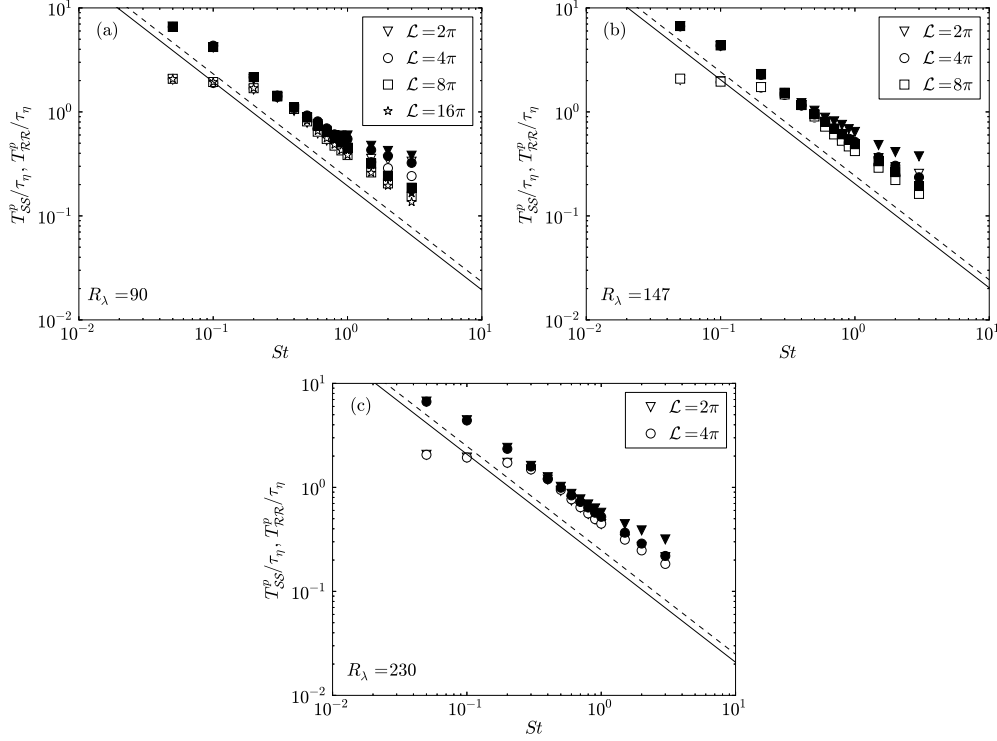 (a)
ℒ=2π
ℒ=4π
ℒ=8π
ℒ=16π
R_λ=90
T^p_{𝒮𝒮}/τ_η, T^p_{ℛℛ}/τ_η
10^1
10^0
10^{-1}
10^{-2}
10^{-2} 10^{-1} 10^0 10^1
St
(b)
ℒ=2π
ℒ=4π
ℒ=8π
R_λ=147
T^p_{𝒮𝒮}/τ_η, T^p_{ℛℛ}/τ_η
10^1
10^0
10^{-1}
10^{-2}
10^{-2} 10^{-1} 10^0 10^1
St
(c)
ℒ=2π
ℒ=4π
R_λ=230
T^p_{𝒮𝒮}/τ_η, T^p_{ℛℛ}/τ_η
10^1
10^0
10^{-1}
10^{-2}
10^{-2} 10^{-1} 10^0 10^1
St